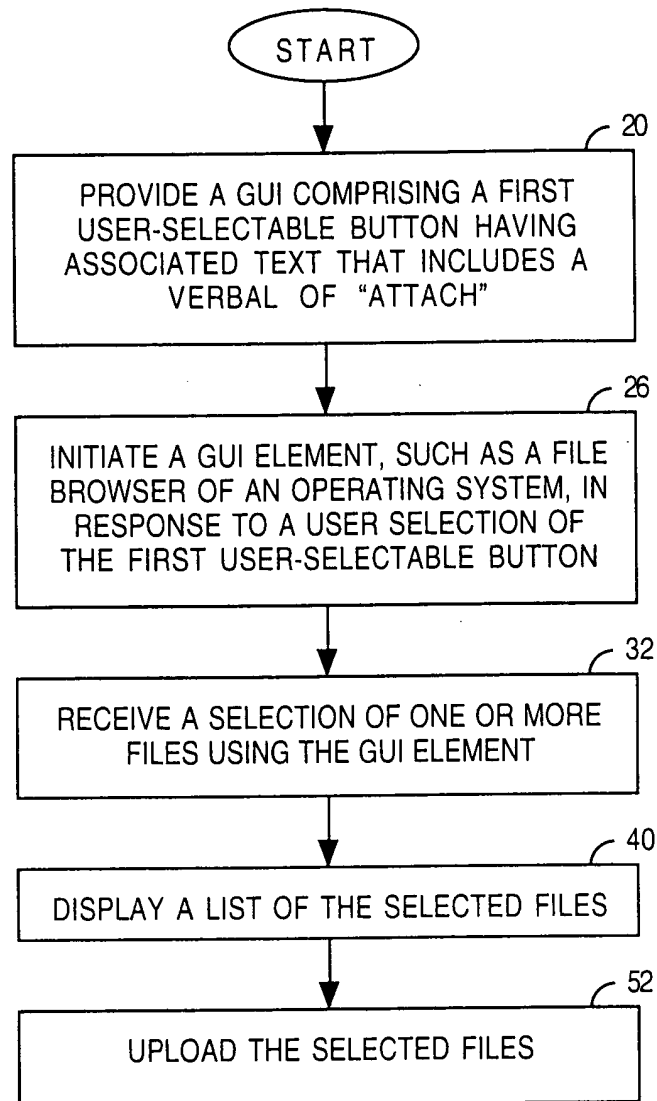 START
20
PROVIDE A GUI COMPRISING A FIRST
USER-SELECTABLE BUTTON HAVING
ASSOCIATED TEXT THAT INCLUDES A
VERBAL OF “ATTACH”
26
INITIATE A GUI ELEMENT, SUCH AS A FILE
BROWSER OF AN OPERATING SYSTEM, IN
RESPONSE TO A USER SELECTION OF
THE FIRST USER-SELECTABLE BUTTON
32
RECEIVE A SELECTION OF ONE OR MORE
FILES USING THE GUI ELEMENT
40
DISPLAY A LIST OF THE SELECTED FILES
52
UPLOAD THE SELECTED FILES